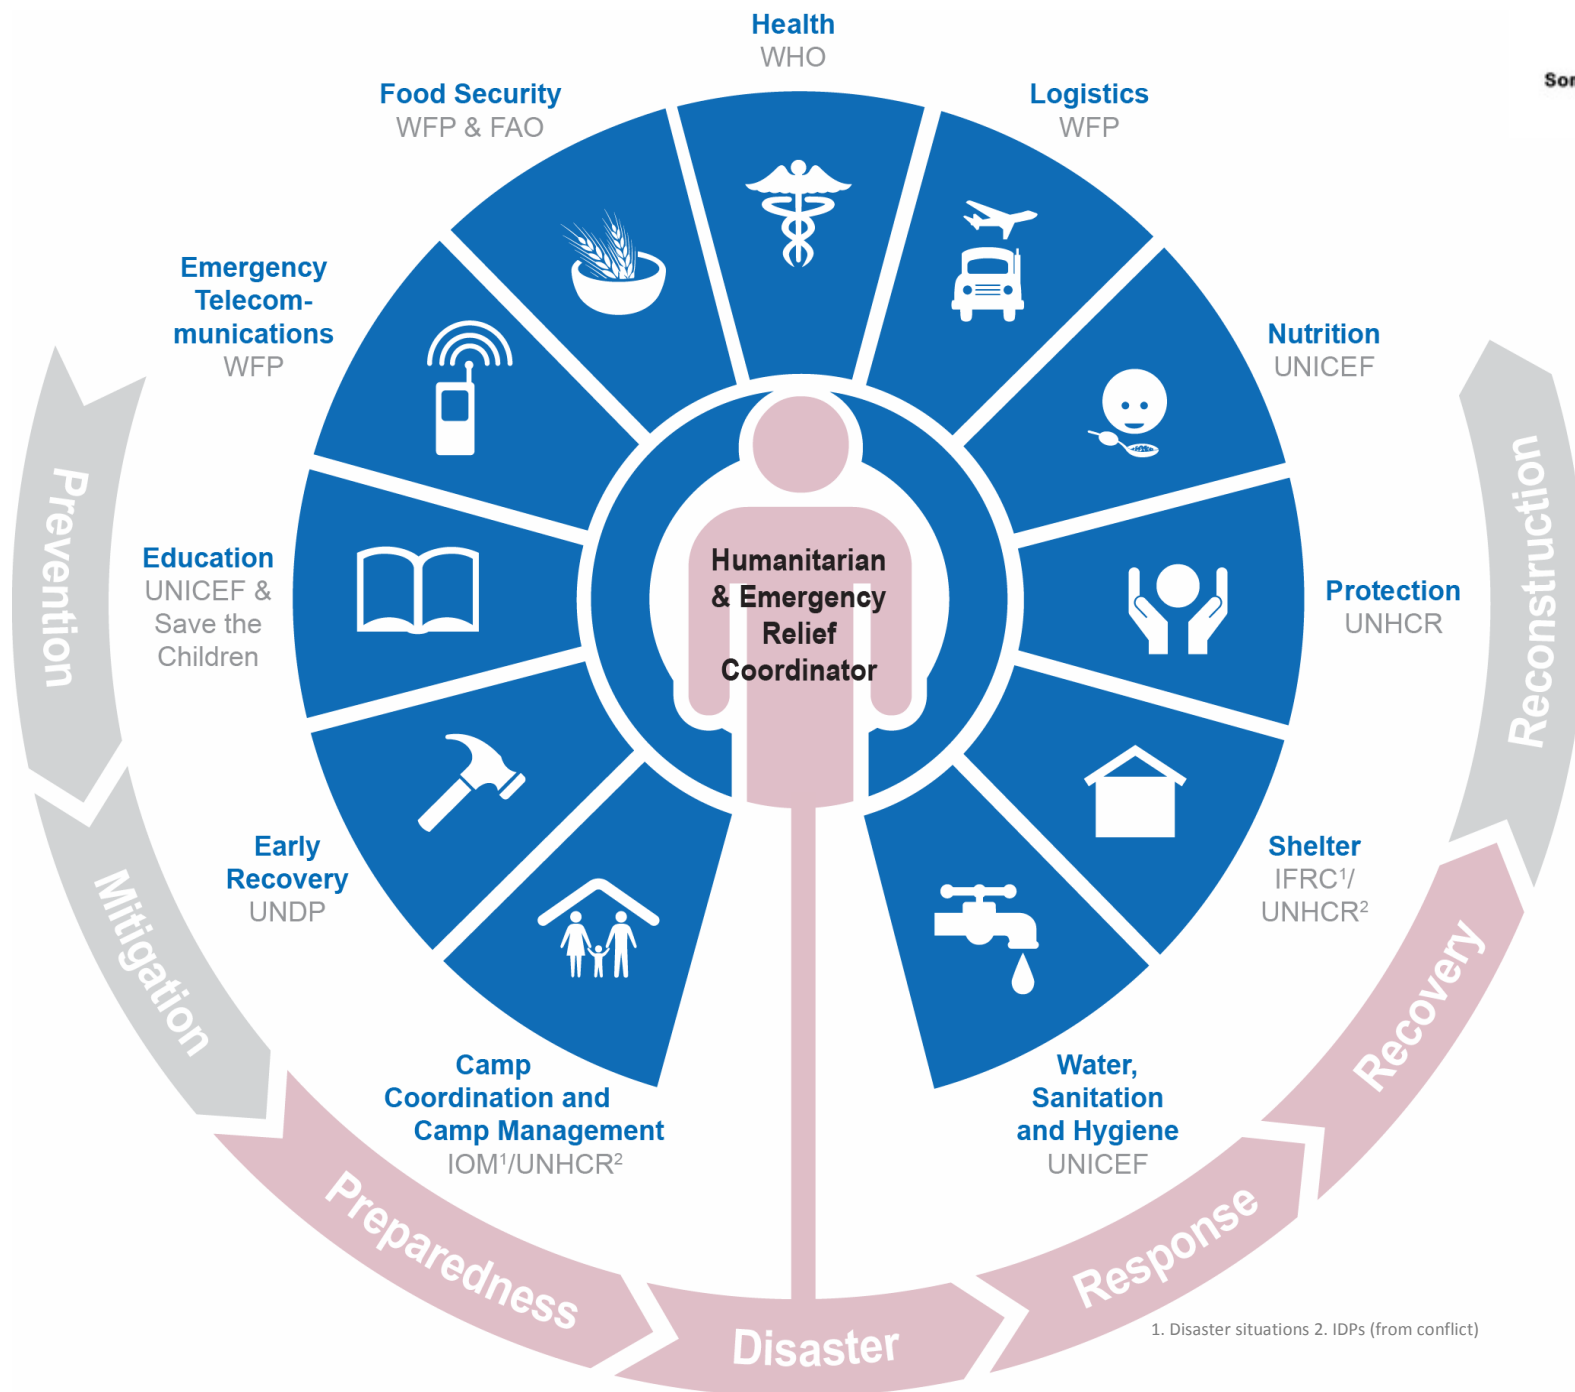 Health
WHO
Sor
Food Security
WFP & FAO
Logistics
WFP
Emergency
Telecom-
munications
WFP
Nutrition
UNICEF
Education
UNICEF &
Save the
Children
Humanitarian
& Emergency
Relief
Coordinator
Protection
UNHCR
Early
Recovery
UNDP
Shelter
IFRC¹/
UNHCR²
Camp
Coordination and
Camp Management
IOM¹/UNHCR²
Water,
Sanitation
and Hygiene
UNICEF
Prevention
Mitigation
Preparedness
Disaster
Response
Recovery
Reconstruction
1. Disaster situations 2. IDPs (from conflict)